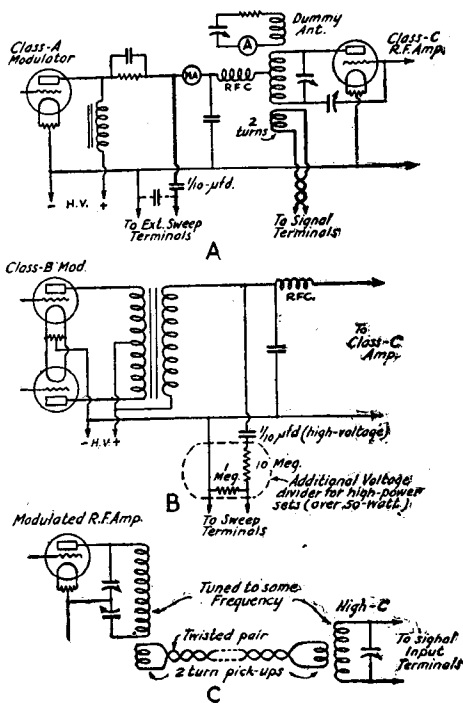 Class-A
Modulator
Dummy
Ant.
A
Class-C
R.F. Amp.
MA
RFC
2
turns
- H.V. +
1/10-μfd.
To Ext. Sweep
Terminals
To Signal
Terminals
A
Class-B Mod.
RFC.
To
Class-C
Amp.
-H.V.+
1/10 μfd (high-voltage)
1
Meg.
10 Meg.
Additional Voltage
divider for high-power
sets (over 50-watt).
To Sweep
Terminals
B
Modulated R.F. Amp.
Tuned to same
Frequency
High-C
Twisted pair
To signal
Input
Terminals
2 turn pick-ups
C